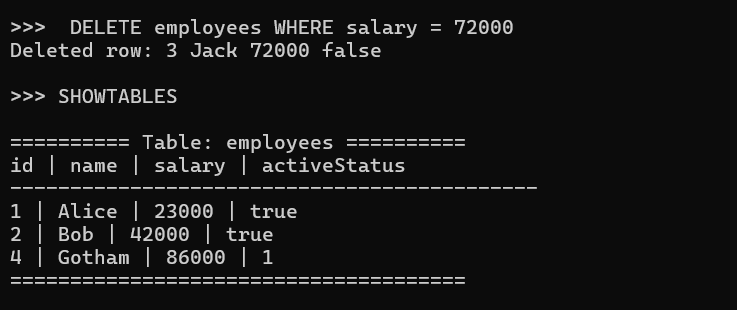 >>>  DELETE employees WHERE salary = 72000
Deleted row: 3 Jack 72000 false
>>> SHOWTABLES
========== Table: employees ==========
id | name | salary | activeStatus
--------------------------------------------
1 | Alice | 23000 | true
2 | Bob | 42000 | true
4 | Gotham | 86000 | 1
======================================